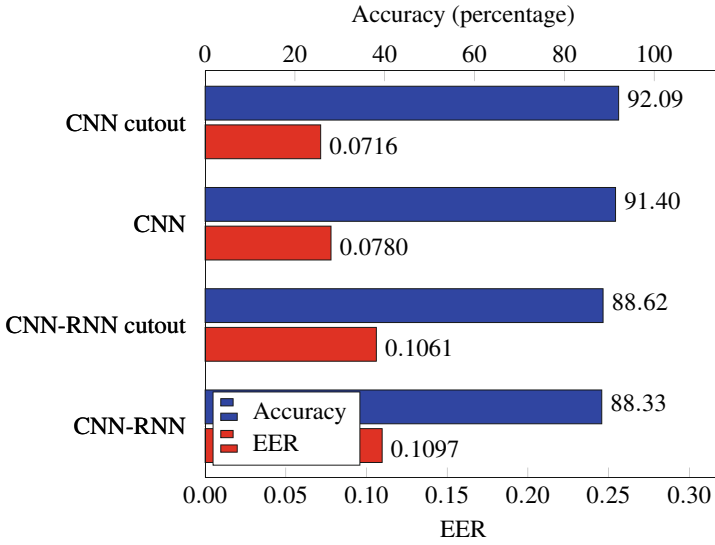 Accuracy (percentage)
0 20 40 60 80 100
CNN cutout
92.09
0.0716
CNN
91.40
0.0780
CNN-RNN cutout
88.62
0.1061
CNN-RNN
88.33
0.1097
Accuracy
EER
0.00 0.05 0.10 0.15 0.20 0.25 0.30
EER